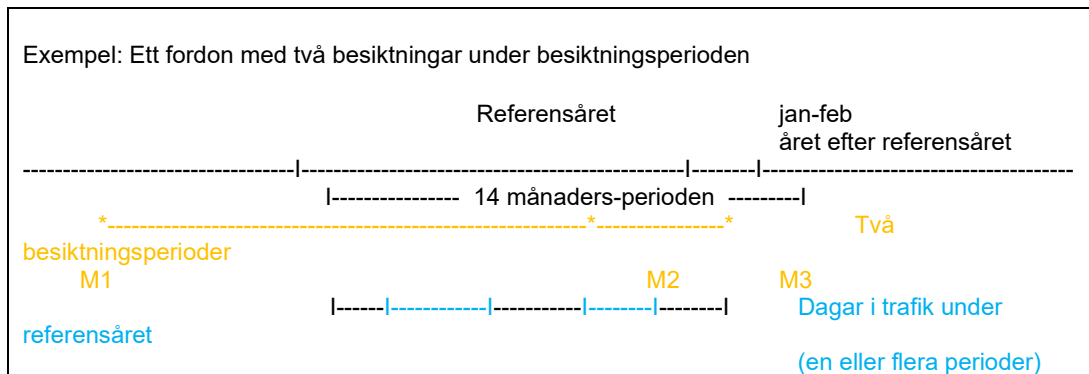 Exempel: Ett fordon med två besiktningar under besiktningsperioden
Referensåret jan-feb
året efter referensåret
----------------------------------I------------------------------------------------I--------I---------------------------------------
I---------------- 14 månaders-perioden ---------I
*------------------------------------------------------------*----------------* Två
besiktningsperioder
M1 M2 M3
I------I------------I-----------I--------I--------I Dagar i trafik under
referensåret
(en eller flera perioder)